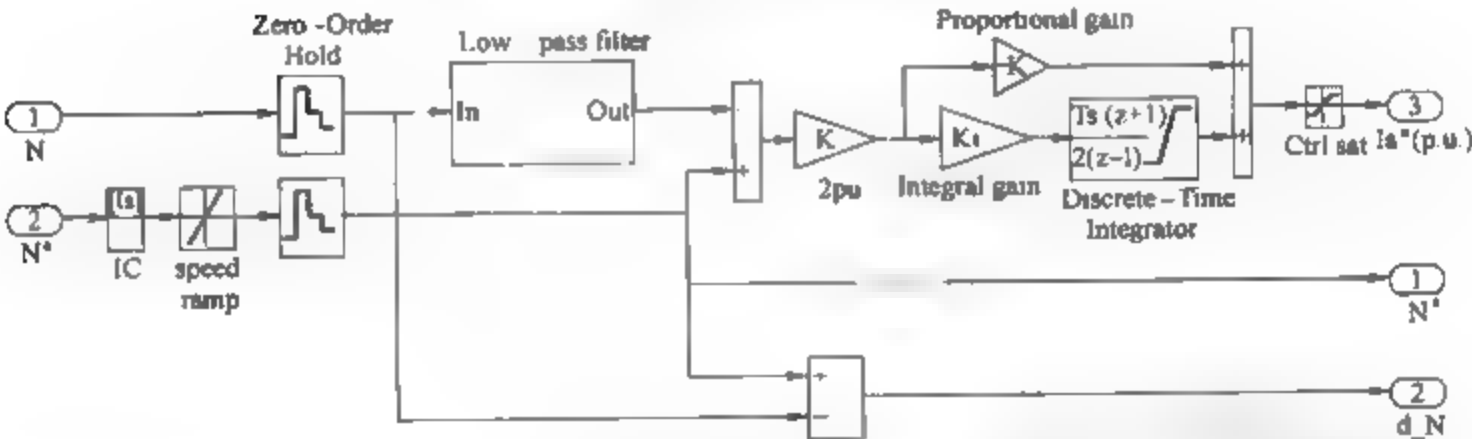 Proportional gain
Zero-Order
Hold
Low pass filter
K
1
In
Out
K
Ki
Ts (z+1)
2(z-1)
3
N
2pu
Integral gain
Ctrl sat
Ia*(p.u.)
Discrete-Time
Integrator
2
N*
IC
speed
ramp
1
N*
+
−
2
d_N